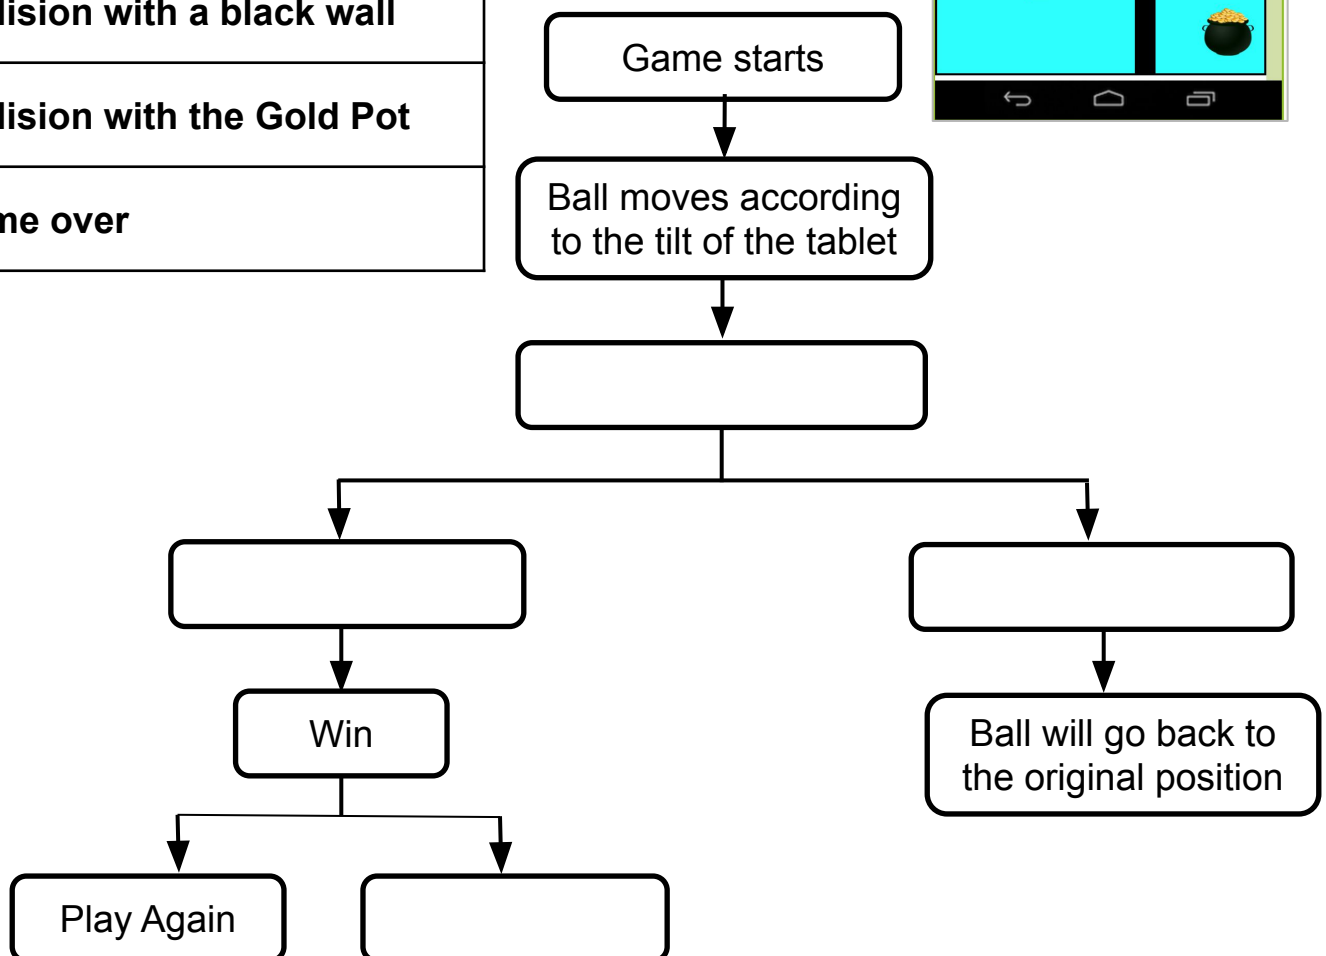 lision with a black wall
lision with the Gold Pot
me over
Game starts
Ball moves according
to the tilt of the tablet
Win
Ball will go back to
the original position
Play Again